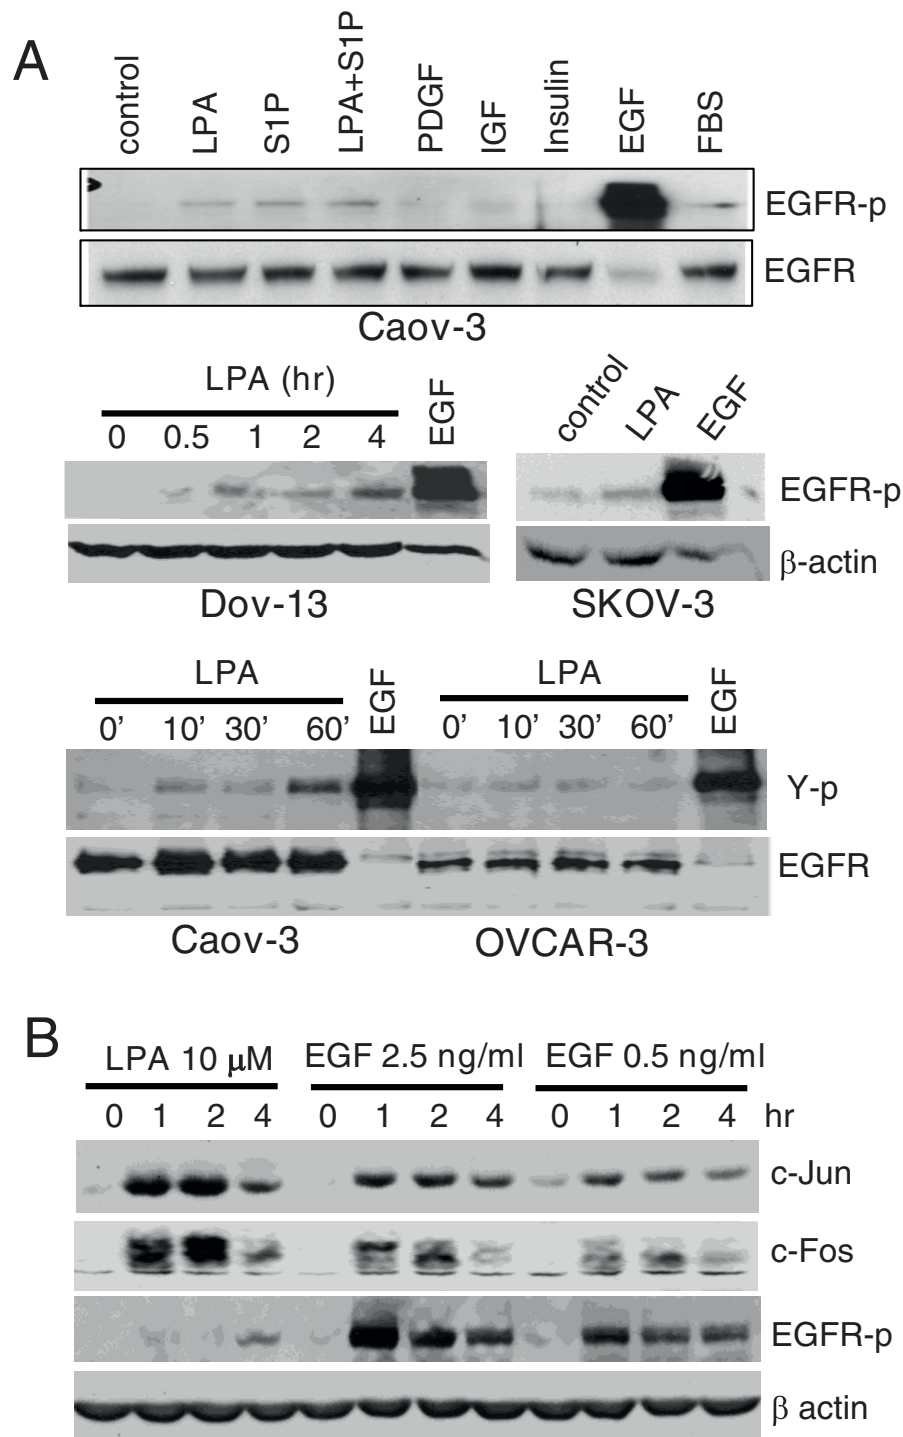 A
control LPA S1P LPA+S1P PDGF IGF Insulin EGF FBS
EGFR-p
EGFR
Caov-3
LPA (hr) EGF control LPA EGF
0 0.5 1 2 4
EGFR-p
β-actin
Dov-13 SKOV-3
LPA EGF LPA EGF
0' 10' 30' 60' 0' 10' 30' 60'
Y-p
EGFR
Caov-3 OVCAR-3
B
LPA 10 μM EGF 2.5 ng/ml EGF 0.5 ng/ml
0 1 2 4 0 1 2 4 0 1 2 4 hr
c-Jun
c-Fos
EGFR-p
β actin